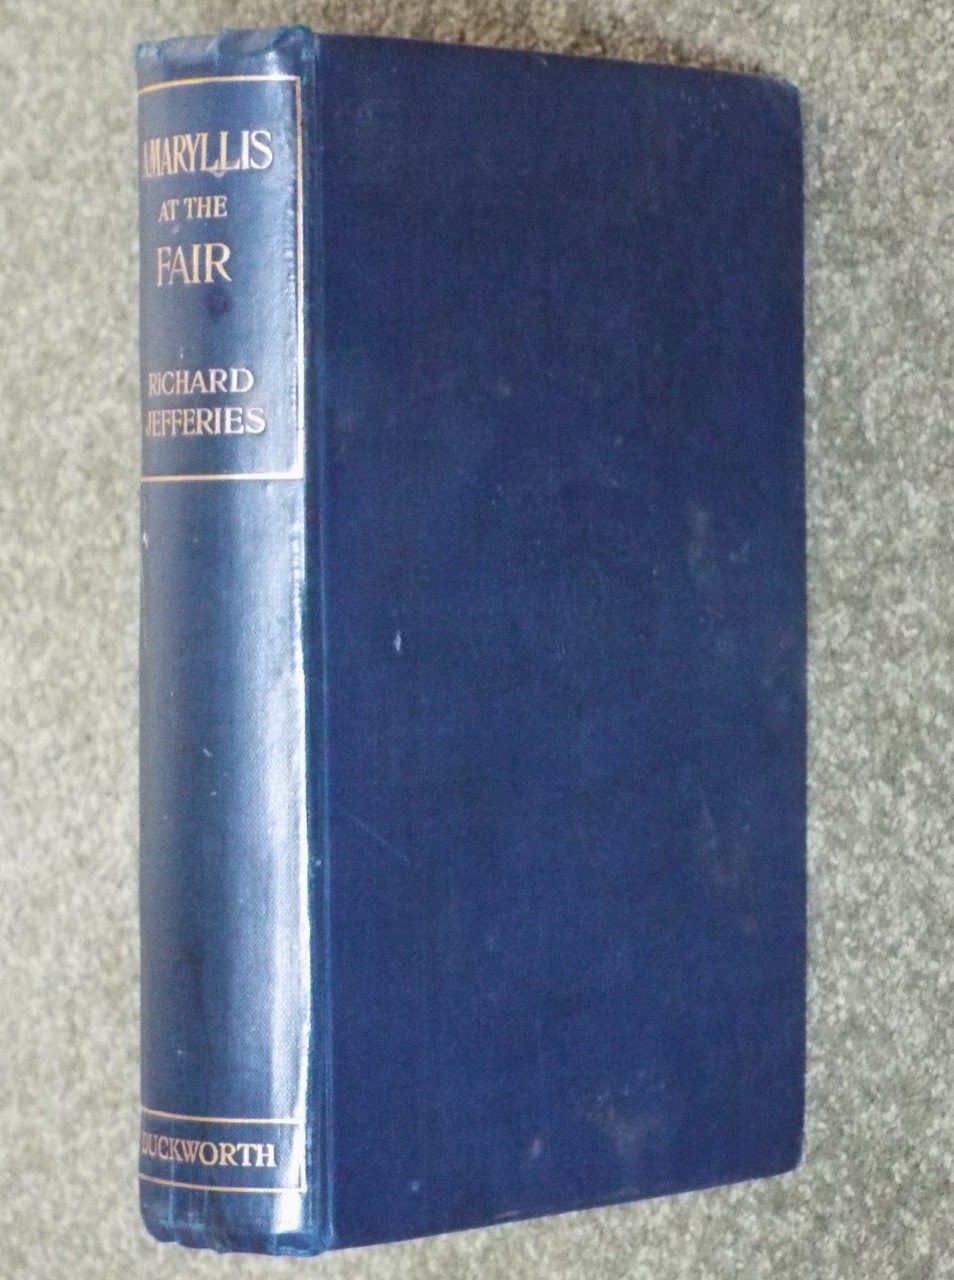 AMARYLLIS
AT THE
FAIR
RICHARD
JEFFERIES
DUCKWORTH